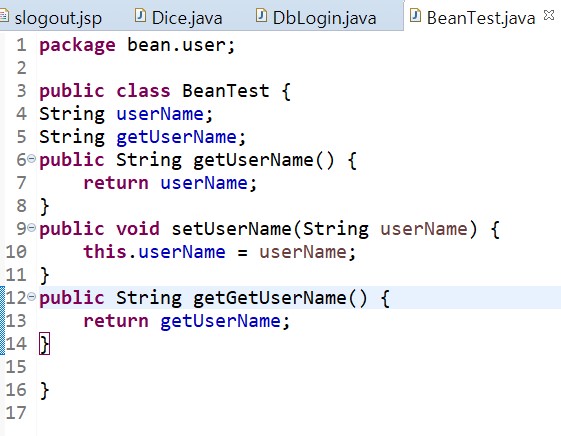 slogout.jsp Dice.java DbLogin.java BeanTest.java
1 package bean.user;
2
3 public class BeanTest {
4 String userName;
5 String getUserName;
6 public String getUserName() {
7     return userName;
8 }
9 public void setUserName(String userName) {
10     this.userName = userName;
11 }
12 public String getGetUserName() {
13     return getUserName;
14 }
15
16 }
17